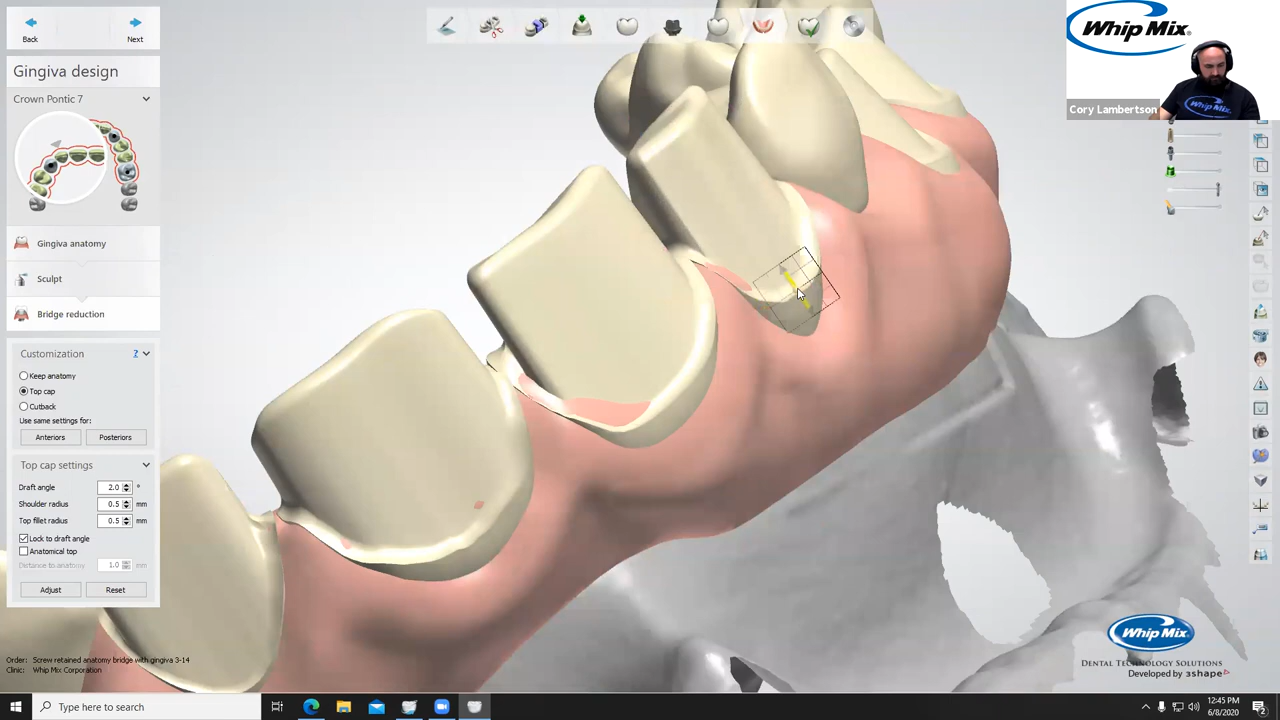 Back
Next
Gingiva design
Crown Pontic 7
Gingiva anatomy
Sculpt
Bridge reduction
Customization
?
Keep anatomy
Top cap
Cutback
Use same settings for:
Anteriors
Posteriors
Top cap settings
Draft angle 2.0 °
Shoulder radius 0.5 mm
Top fillet radius 0.5 mm
Lock to draft angle
Anatomical top
Distance to anatomy 1.0 mm
Adjust
Reset
Order: Screw retained anatomy bridge with gingiva 3-14
Clinic: Whip Mix Corporation
Whip Mix®
Whip Mix
Cory Lambertson
Whip Mix
DENTAL TECHNOLOGY SOLUTIONS
Developed by 3shape
Type here to search
12:45 PM
6/8/2020
2